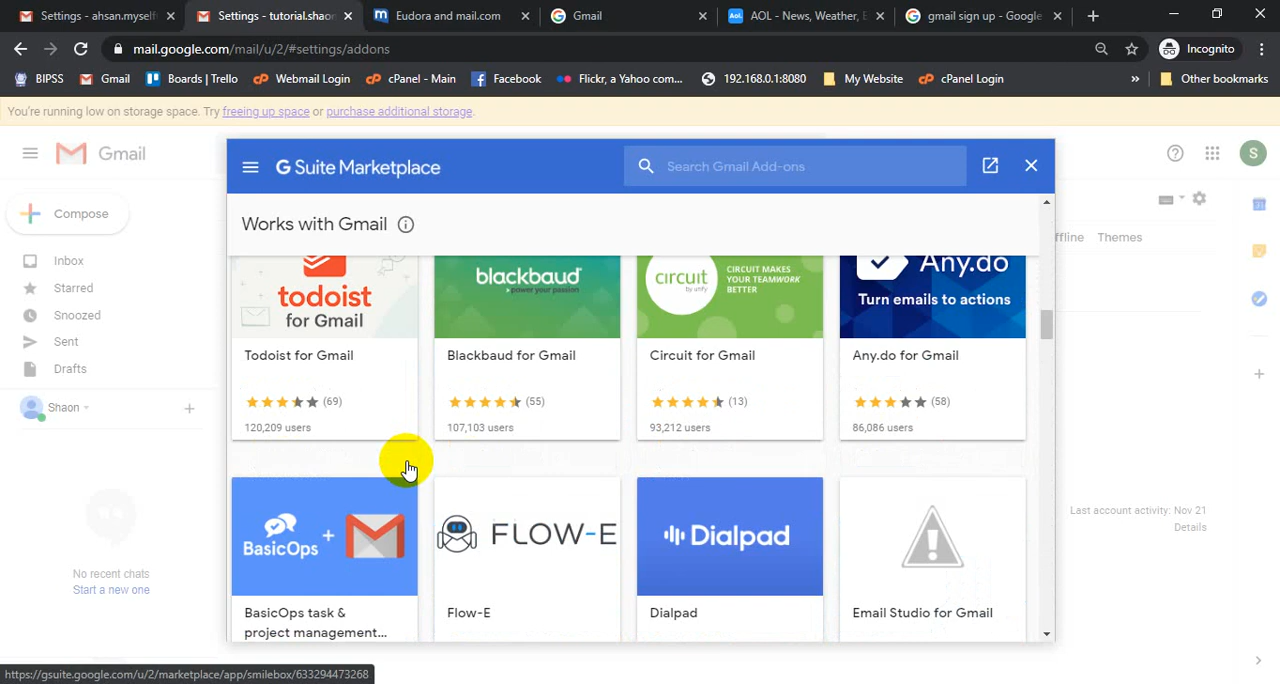 Settings - ahsan.myself
Settings - tutorial.shaon
Eudora and mail.com
Gmail
AOL - News, Weather, E
gmail sign up - Google
mail.google.com/mail/u/2/#settings/addons
Incognito
BIPSS
Gmail
Boards | Trello
Webmail Login
cPanel - Main
Facebook
Flickr, a Yahoo com...
192.168.0.1:8080
My Website
cPanel Login
»
Other bookmarks
You're running low on storage space. Try freeing up space or purchase additional storage.
Gmail
G Suite Marketplace
Search Gmail Add-ons
S
Compose
Works with Gmail
Inbox
Starred
Snoozed
Sent
Drafts
Shaon
ffline
Themes
todoist
for Gmail
blackbaud
power your passion
circuit
by unify
CIRCUIT MAKES
YOUR TEAMWORK
BETTER
Any.do
Turn emails to actions
Todoist for Gmail
Blackbaud for Gmail
Circuit for Gmail
Any.do for Gmail
(69)
(55)
(13)
(58)
120,209 users
107,103 users
93,212 users
86,086 users
BasicOps +
FLOW-E
Dialpad
BasicOps task &
project management...
Flow-E
Dialpad
Email Studio for Gmail
Last account activity: Nov 21
Details
No recent chats
Start a new one
https://gsuite.google.com/u/2/marketplace/app/smilebox/633294473268